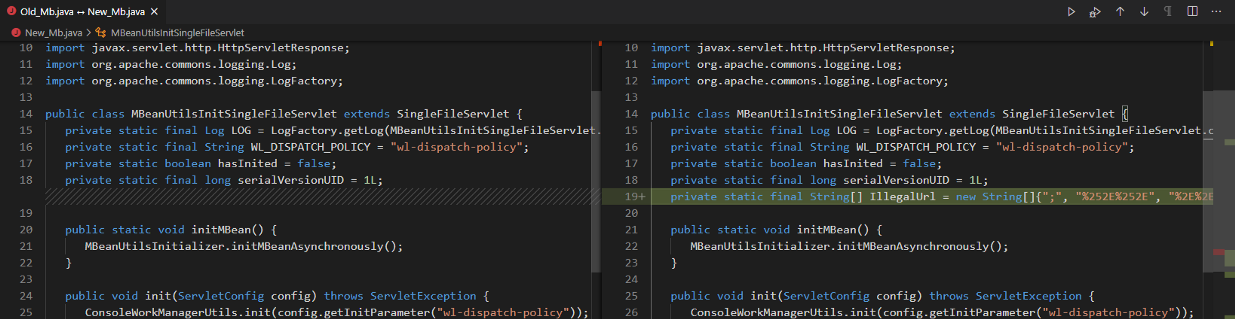 Old_Mb.java ↔ New_Mb.java ×
New_Mb.java > MBeanUtilsInitSingleFileServlet
10 import javax.servlet.http.HttpServletResponse;
11 import org.apache.commons.logging.Log;
12 import org.apache.commons.logging.LogFactory;
13
14 public class MBeanUtilsInitSingleFileServlet extends SingleFileServlet {
15 private static final Log LOG = LogFactory.getLog(MBeanUtilsInitSingleFileServlet.
16 private static final String WL_DISPATCH_POLICY = "wl-dispatch-policy";
17 private static boolean hasInited = false;
18 private static final long serialVersionUID = 1L;
19
20 public static void initMBean() {
21 MBeanUtilsInitializer.initMBeanAsynchronously();
22 }
23
24 public void init(ServletConfig config) throws ServletException {
25 ConsoleWorkManagerUtils.init(config.getInitParameter("wl-dispatch-policy"));
10 import javax.servlet.http.HttpServletResponse;
11 import org.apache.commons.logging.Log;
12 import org.apache.commons.logging.LogFactory;
13
14 public class MBeanUtilsInitSingleFileServlet extends SingleFileServlet {
15 private static final Log LOG = LogFactory.getLog(MBeanUtilsInitSingleFileServlet.c
16 private static final String WL_DISPATCH_POLICY = "wl-dispatch-policy";
17 private static boolean hasInited = false;
18 private static final long serialVersionUID = 1L;
19+ private static final String[] IllegalUrl = new String[]{";", "%252E%252E", "%2E%2E
20
21 public static void initMBean() {
22 MBeanUtilsInitializer.initMBeanAsynchronously();
23 }
24
25 public void init(ServletConfig config) throws ServletException {
26 ConsoleWorkManagerUtils.init(config.getInitParameter("wl-dispatch-policy"));